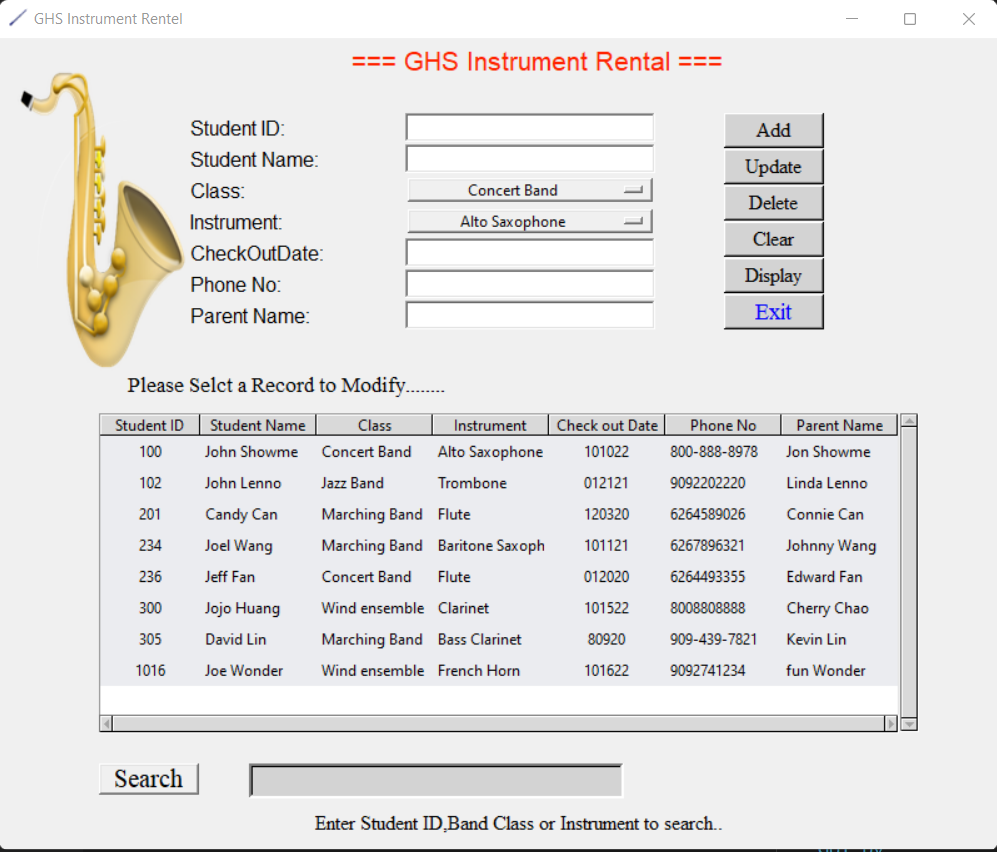 GHS Instrument Rentel
=== GHS Instrument Rental ===
Student ID:
Add
Student Name:
Update
Class: Concert Band
Delete
Instrument: Alto Saxophone
Clear
CheckOutDate:
Display
Phone No:
Exit
Parent Name:
Please Selct a Record to Modify........
Student ID Student Name Class Instrument Check out Date Phone No Parent Name
100 John Showme Concert Band Alto Saxophone 101022 800-888-8978 Jon Showme
102 John Lenno Jazz Band Trombone 012121 9092202220 Linda Lenno
201 Candy Can Marching Band Flute 120320 6264589026 Connie Can
234 Joel Wang Marching Band Baritone Saxoph 101121 6267896321 Johnny Wang
236 Jeff Fan Concert Band Flute 012020 6264493355 Edward Fan
300 Jojo Huang Wind ensemble Clarinet 101522 8008808888 Cherry Chao
305 David Lin Marching Band Bass Clarinet 80920 909-439-7821 Kevin Lin
1016 Joe Wonder Wind ensemble French Horn 101622 9092741234 fun Wonder
Search
Enter Student ID,Band Class or Instrument to search..